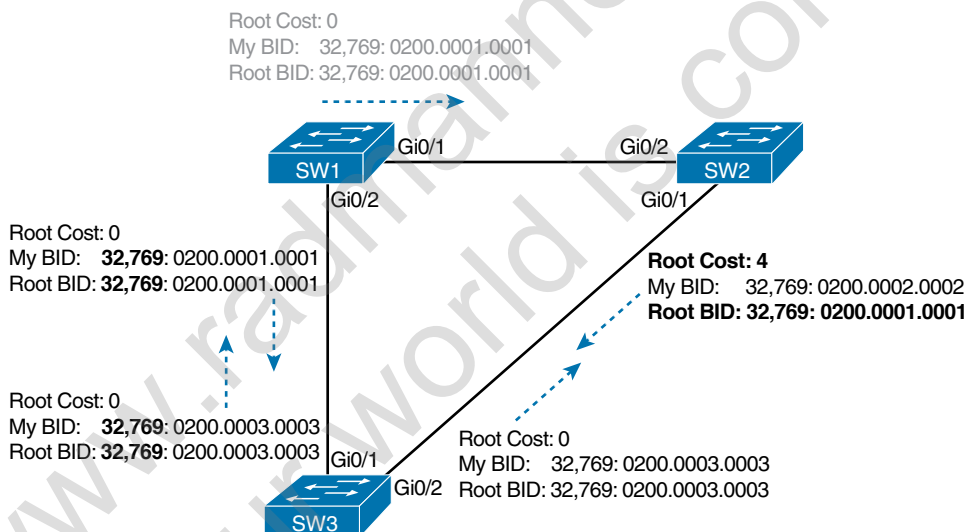 Root Cost: 0
My BID: 32,769: 0200.0001.0001
Root BID: 32,769: 0200.0001.0001
Gi0/1
Gi0/2
SW1
SW2
Gi0/2
Gi0/1
Root Cost: 0
My BID: 32,769: 0200.0001.0001
Root BID: 32,769: 0200.0001.0001
Root Cost: 4
My BID: 32,769: 0200.0002.0002
Root BID: 32,769: 0200.0001.0001
Root Cost: 0
My BID: 32,769: 0200.0003.0003
Root BID: 32,769: 0200.0003.0003
Root Cost: 0
My BID: 32,769: 0200.0003.0003
Root BID: 32,769: 0200.0003.0003
Gi0/1
Gi0/2
SW3